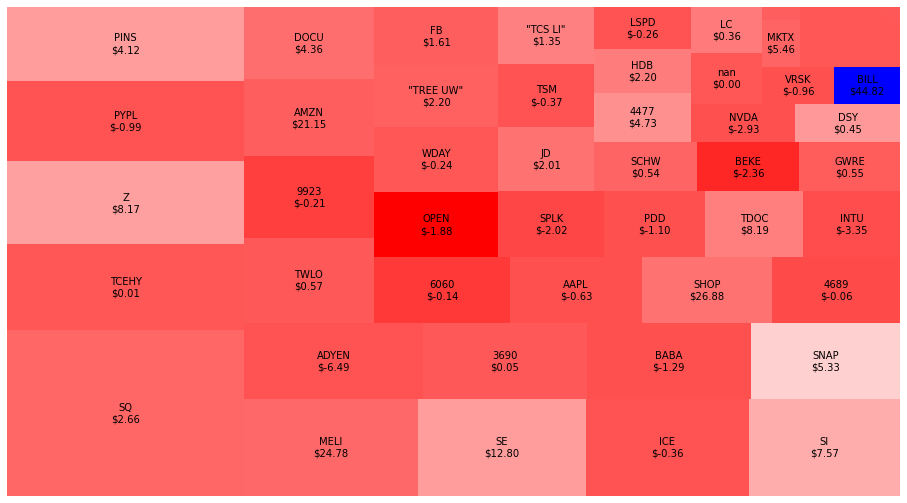 PINS
$4.12
PYPL
$-0.99
Z
$8.17
TCEHY
$0.01
SQ
$2.66
DOCU
$4.36
AMZN
$21.15
9923
$-0.21
TWLO
$0.57
FB
$1.61
"TREE UW"
$2.20
WDAY
$-0.24
OPEN
$-1.88
6060
$-0.14
"TCS LI"
$1.35
TSM
$-0.37
JD
$2.01
SPLK
$-2.02
AAPL
$-0.63
LSPD
$-0.26
HDB
$2.20
4477
$4.73
SCHW
$0.54
PDD
$-1.10
SHOP
$26.88
LC
$0.36
nan
$0.00
NVDA
$-2.93
BEKE
$-2.36
TDOC
$8.19
4689
$-0.06
MKTX
$5.46
VRSK
$-0.96
BILL
$44.82
DSY
$0.45
GWRE
$0.55
INTU
$-3.35
ADYEN
$-6.49
3690
$0.05
BABA
$-1.29
SNAP
$5.33
MELI
$24.78
SE
$12.80
ICE
$-0.36
SI
$7.57